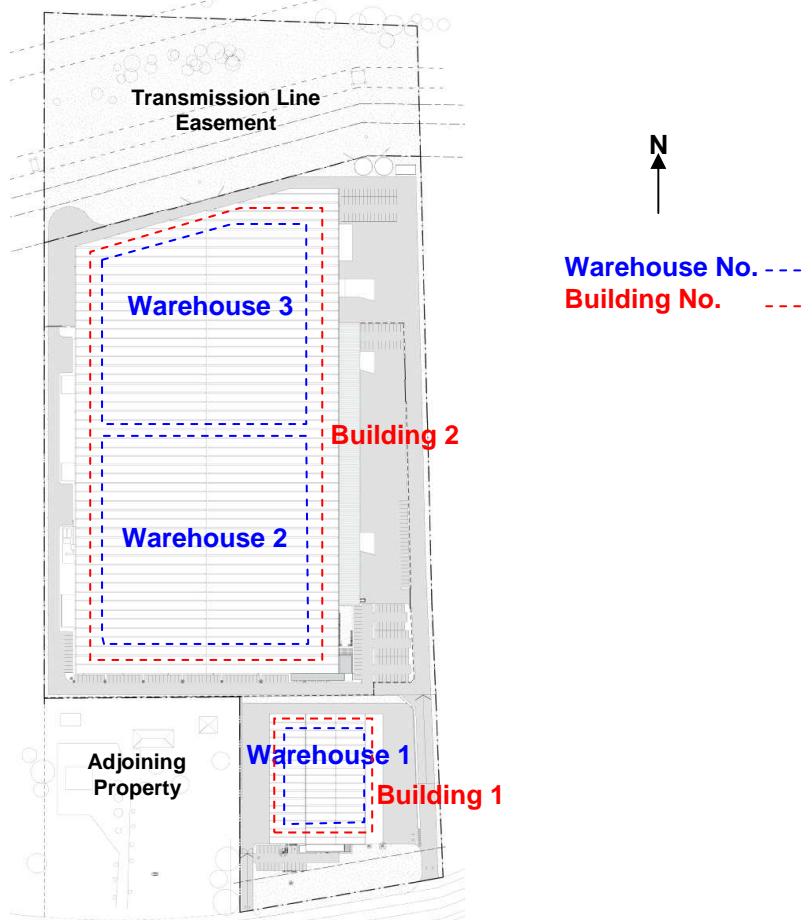 Transmission Line
Easement
N
Warehouse No.
Building No.
Warehouse 3
Building 2
Warehouse 2
Warehouse 1
Adjoining
Property
Building 1